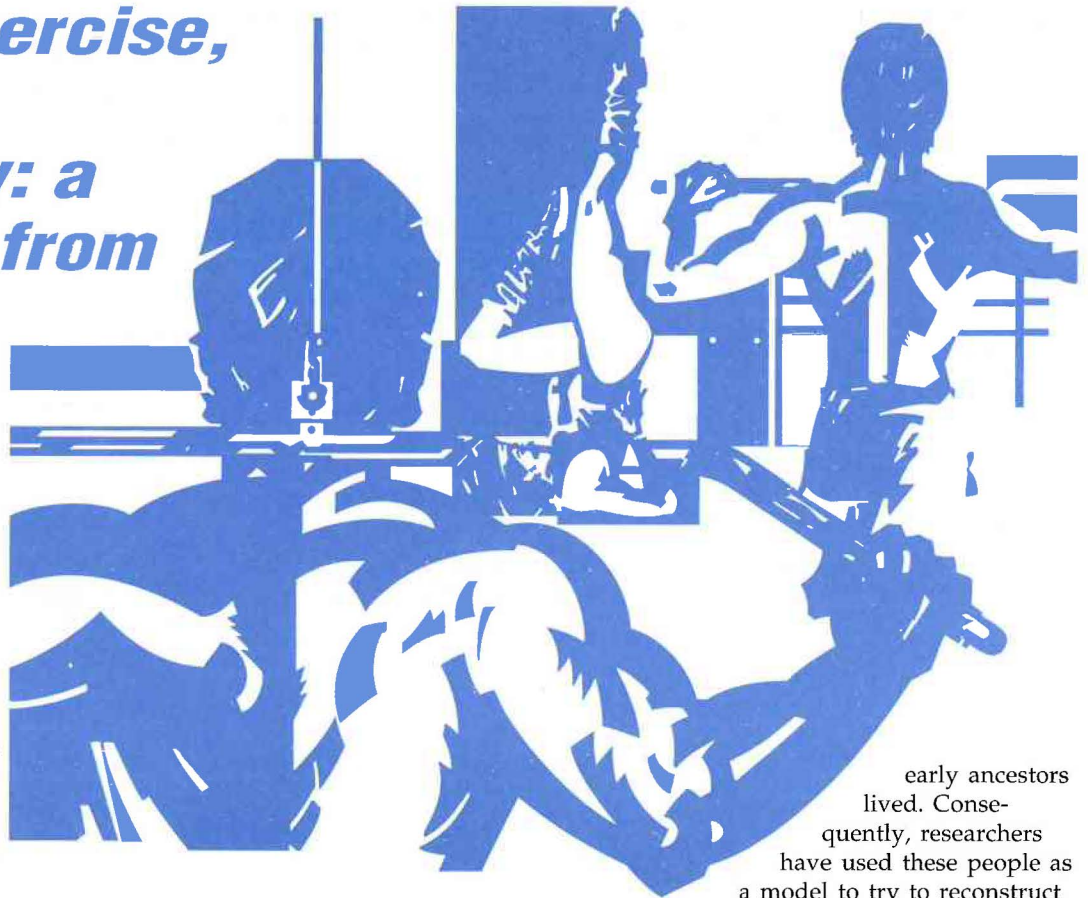 ercise,
: a
from
early ancestors
lived. Conse-
quently, researchers
have used these people as
a model to try to reconstruct